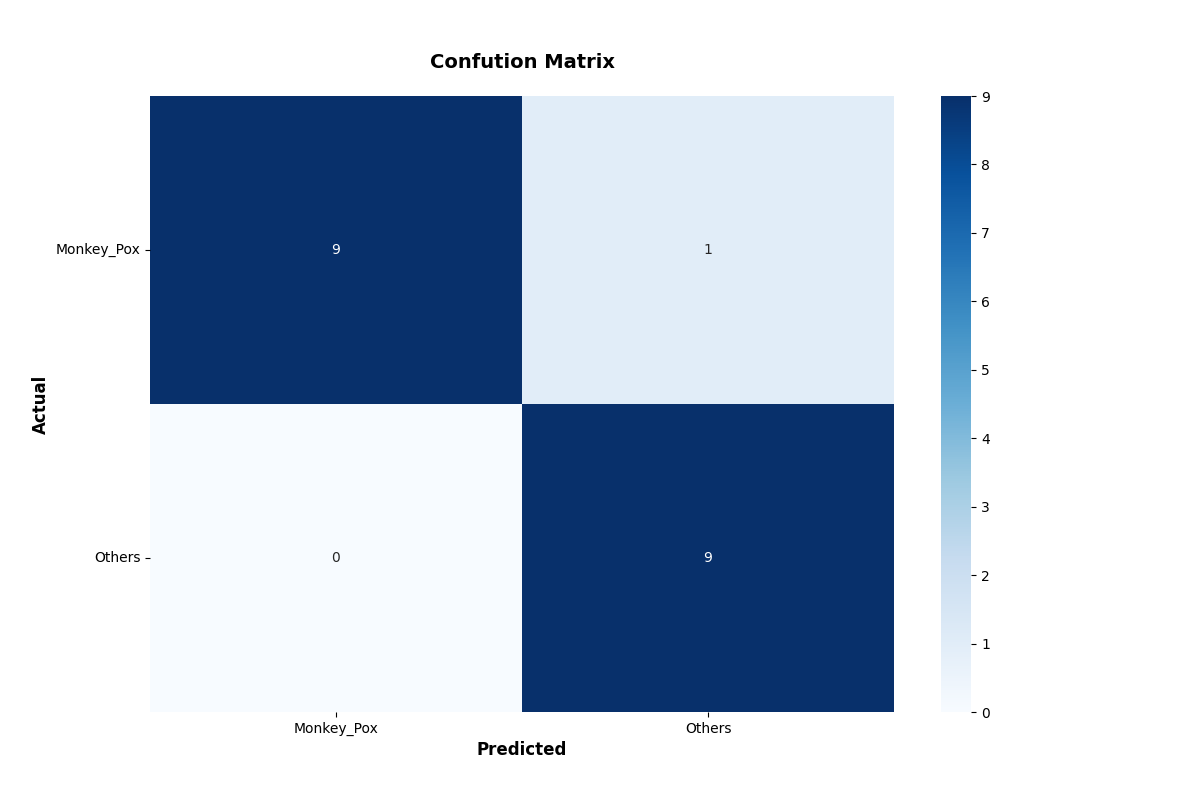 Confution Matrix
9
8
7
6
5
4
3
2
1
0
Monkey_Pox
9
1
Actual
Others
0
9
Monkey_Pox
Others
Predicted